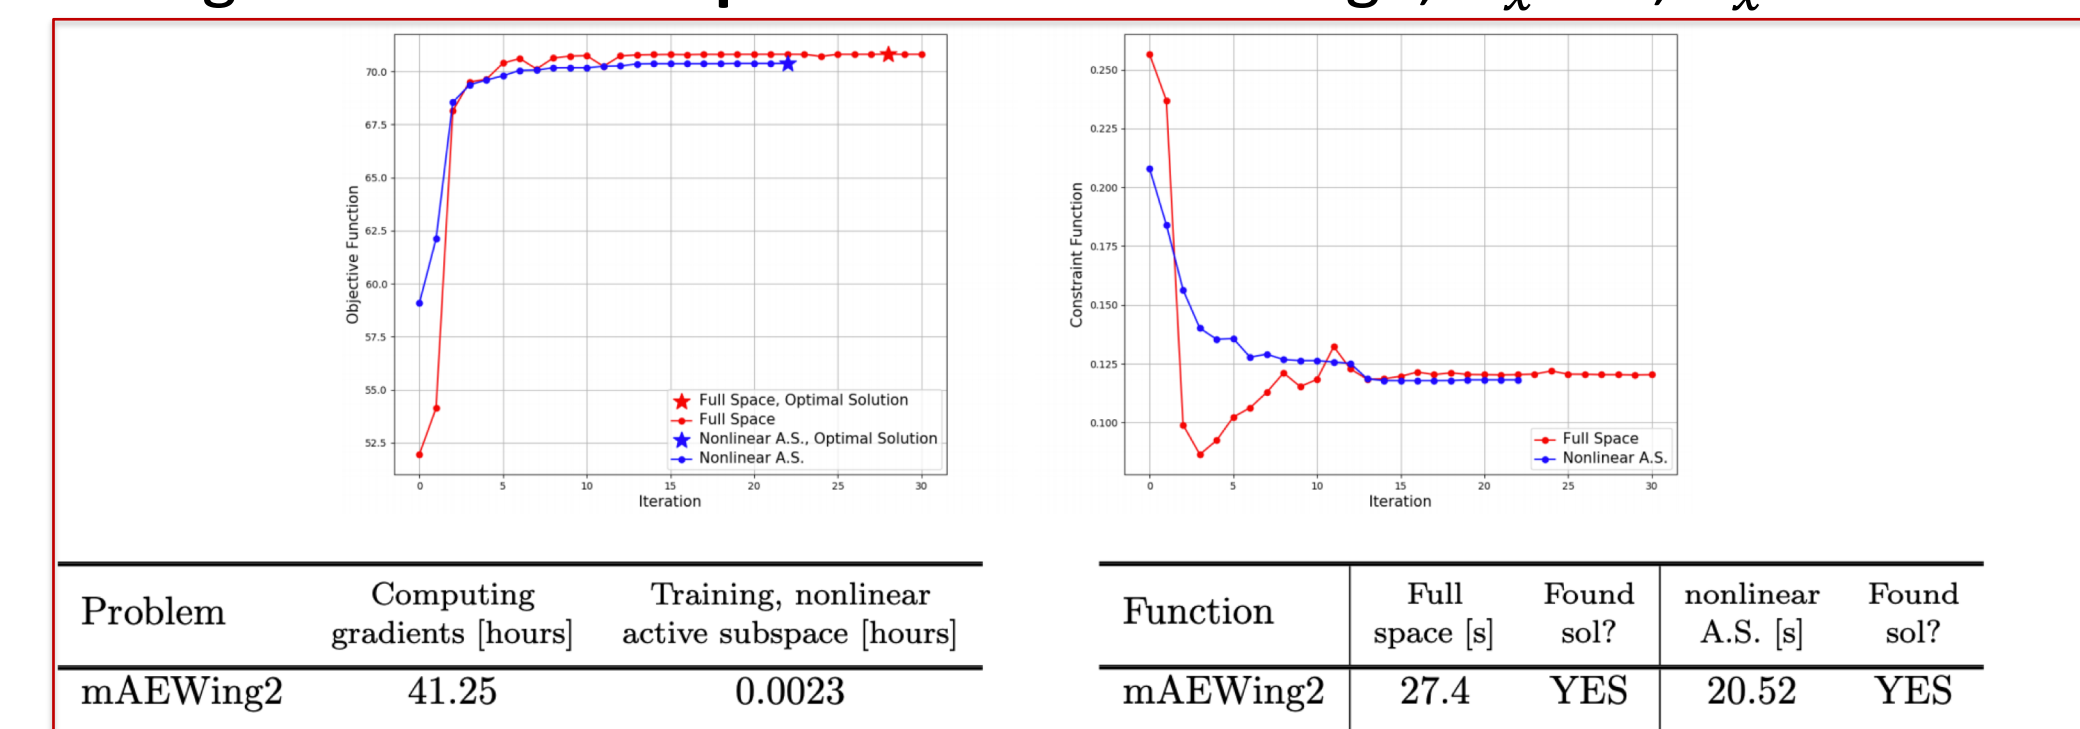 70.0
67.5
65.0
62.5
60.0
57.5
55.0
52.5
Objective Function
Full Space, Optimal Solution
Full Space
Nonlinear A.S., Optimal Solution
Nonlinear A.S.
0 5 10 15 20 25 30
Iteration
0.250
0.225
0.200
0.175
0.150
0.125
0.100
Constraint Function
Full Space
Nonlinear A.S.
0 5 10 15 20 25 30
Iteration
Problem
Computing
gradients [hours]
Training, nonlinear
active subspace [hours]
mAEWing2 41.25 0.0023
Function
Full
space [s]
Found
sol?
nonlinear
A.S. [s]
Found
sol?
mAEWing2 27.4 YES 20.52 YES